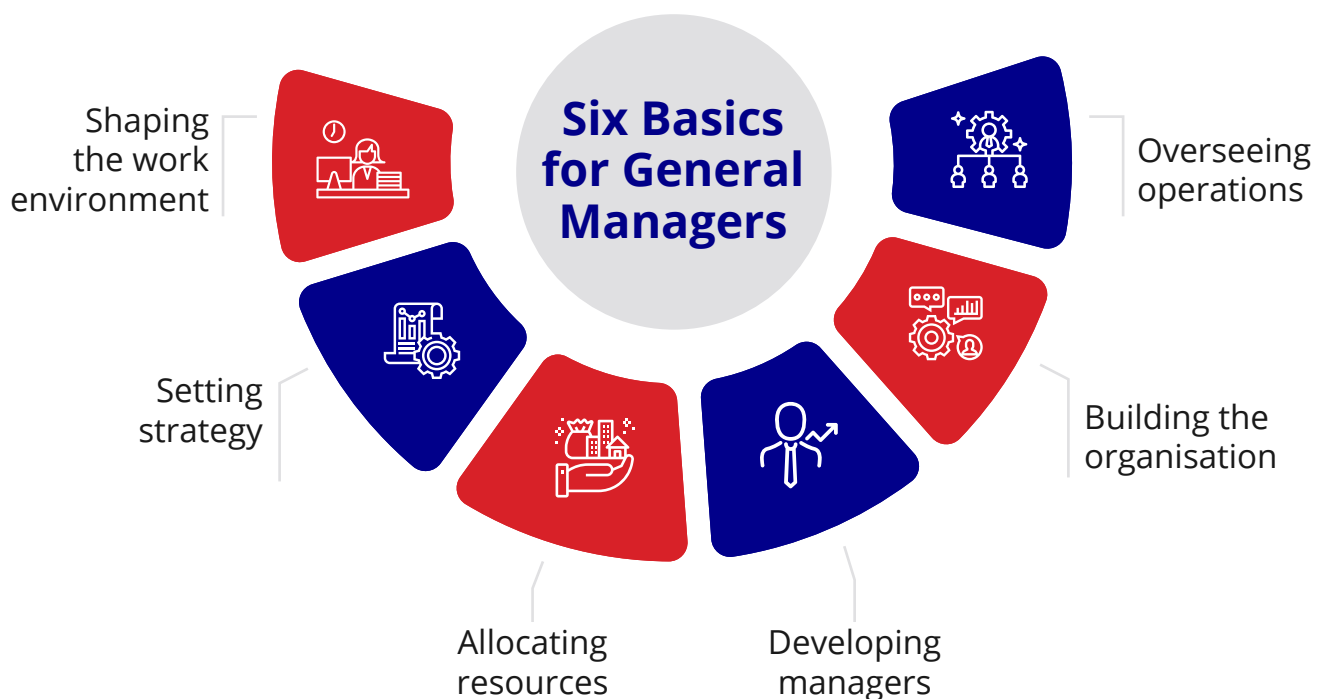 Six Basics
for General
Managers
Shaping
the work
environment
Setting
strategy
Allocating
resources
Developing
managers
Building the
organisation
Overseeing
operations